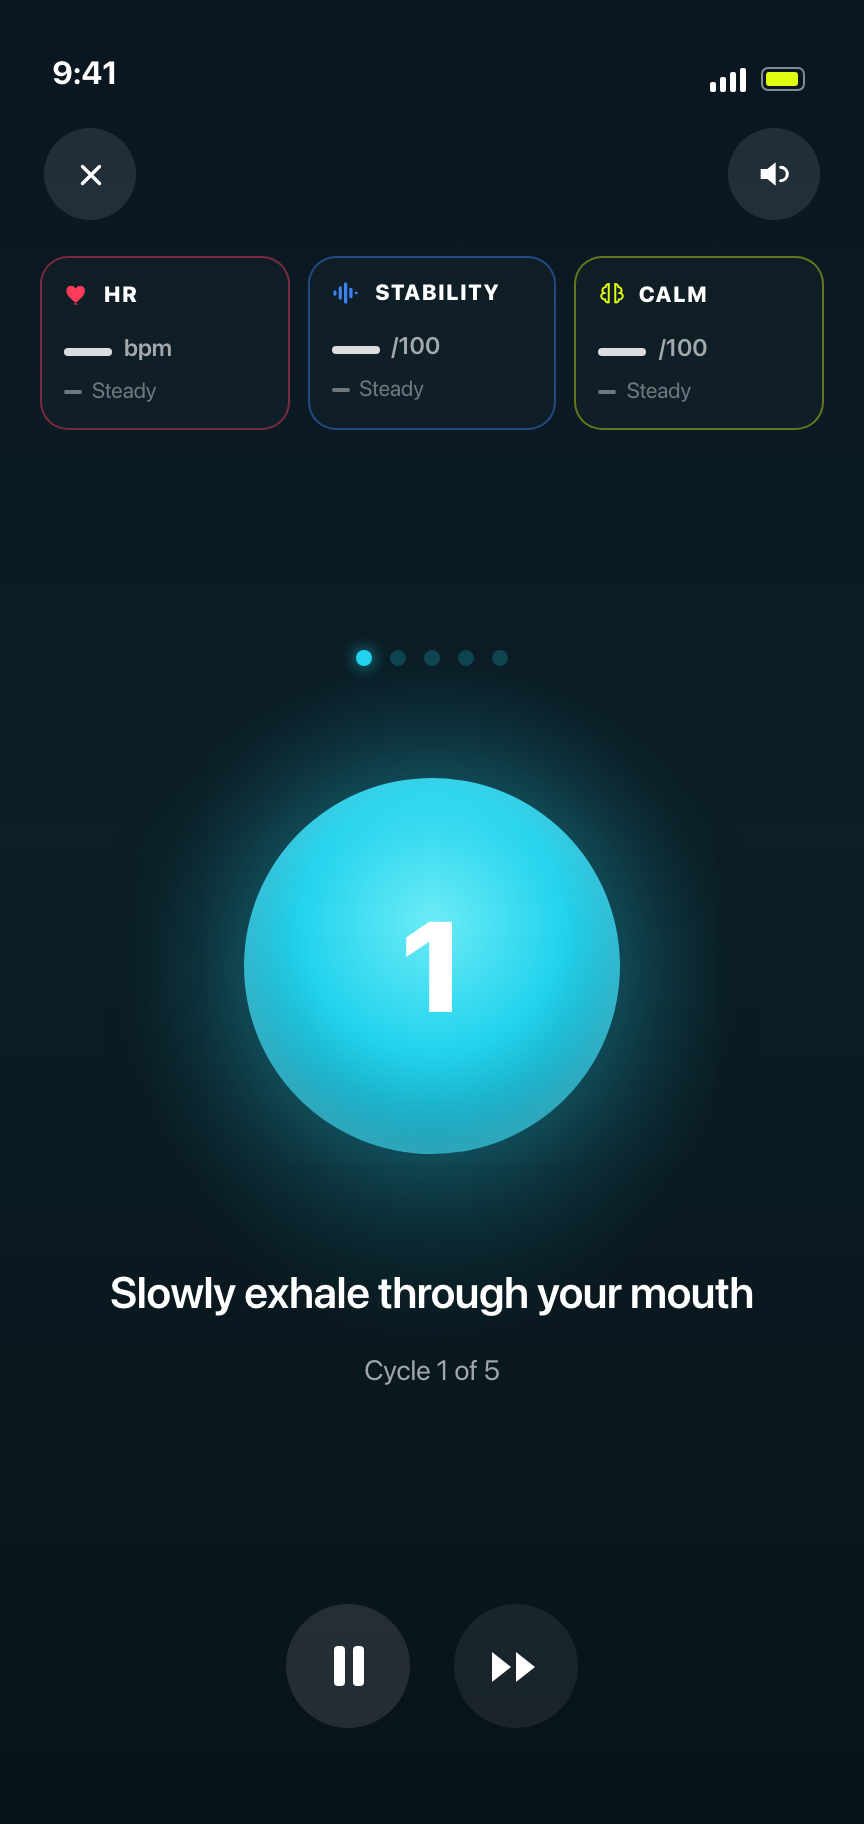 9:41
HR
— bpm
— Steady
STABILITY
— /100
— Steady
CALM
— /100
— Steady
1
Slowly exhale through your mouth
Cycle 1 of 5